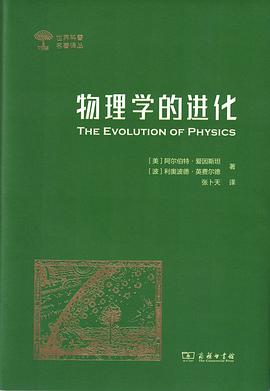 世界科普
名著译丛
物理学的进化
THE EVOLUTION OF PHYSICS
[美] 阿尔伯特·爱因斯坦
[波] 利奥波德·英费尔德
著
张卜天 译
商务印书馆